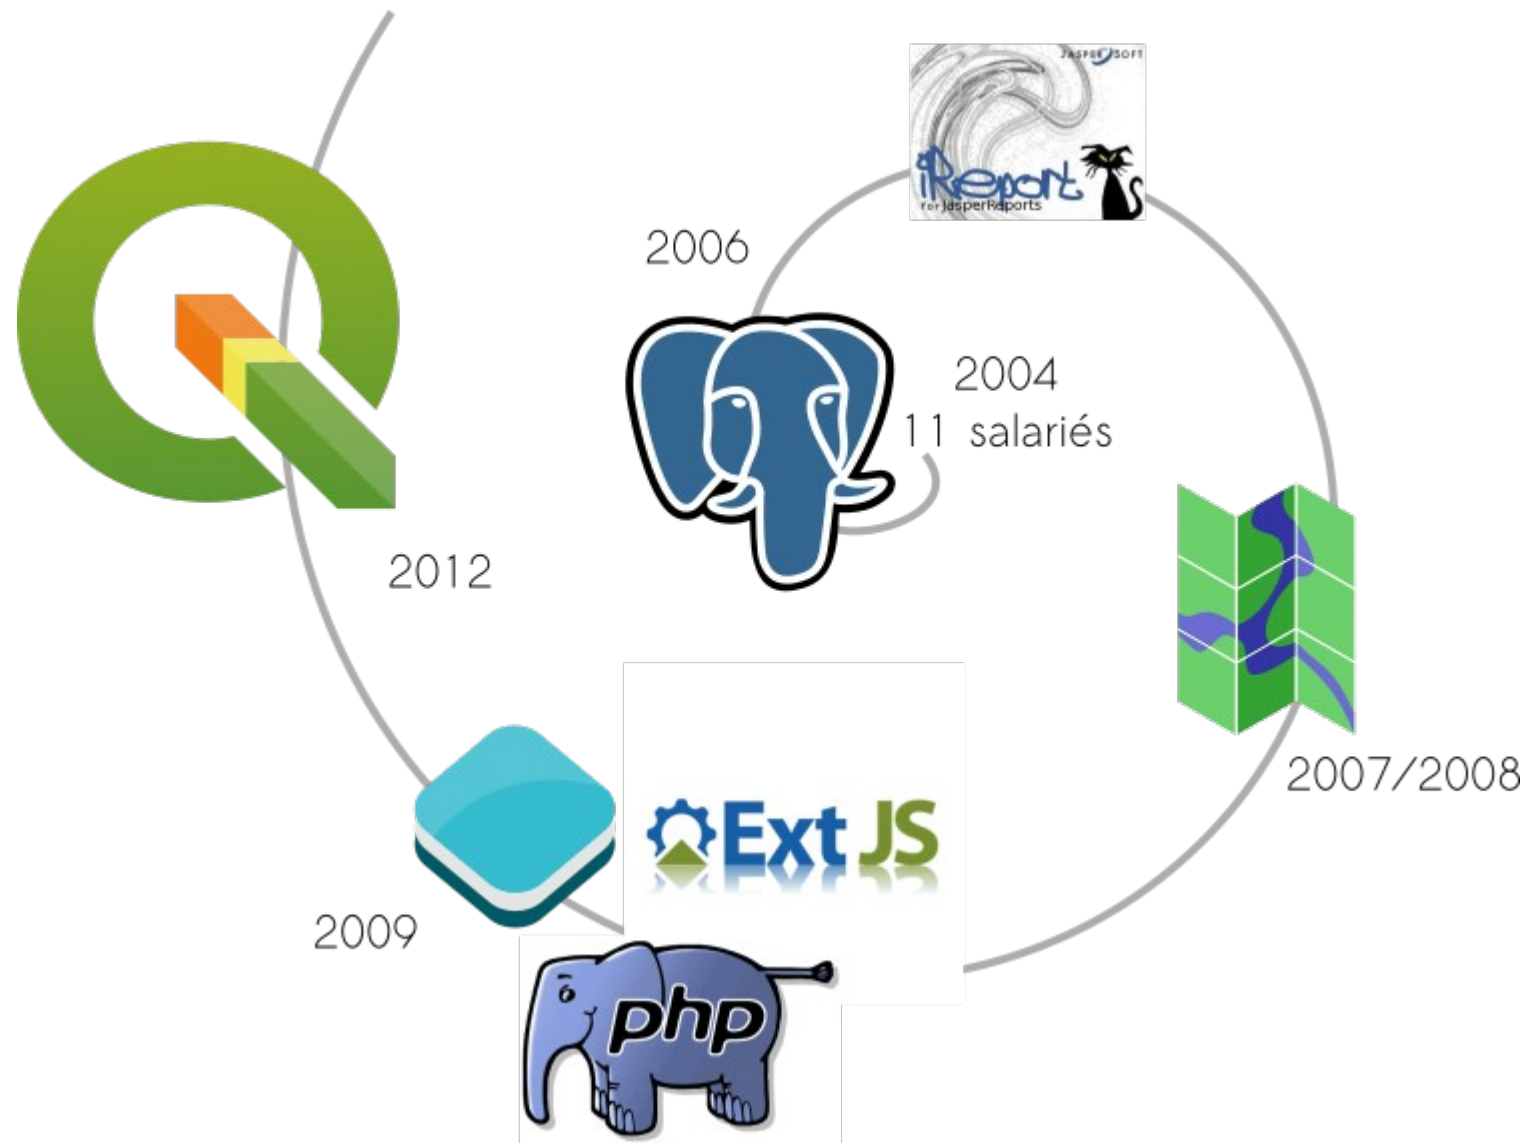 JASPERSOFT
iReport
for JasperReports
2006
2004
11 salariés
2012
2007/2008
Ext JS
2009
php